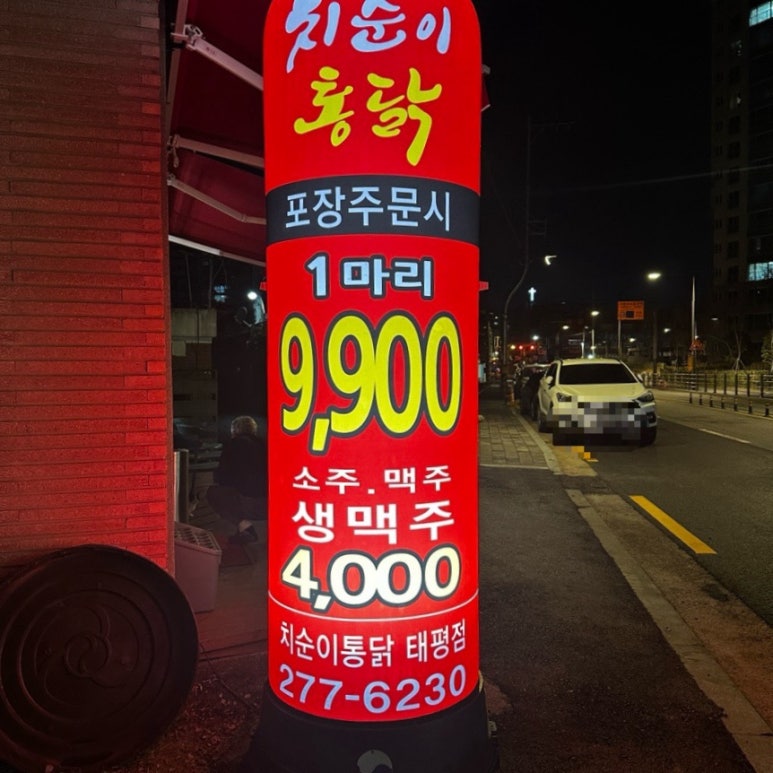 치순이
통닭
포장주문시
1마리
9,900
소주.맥주
생맥주
4,000
치순이통닭 태평점
277-6230